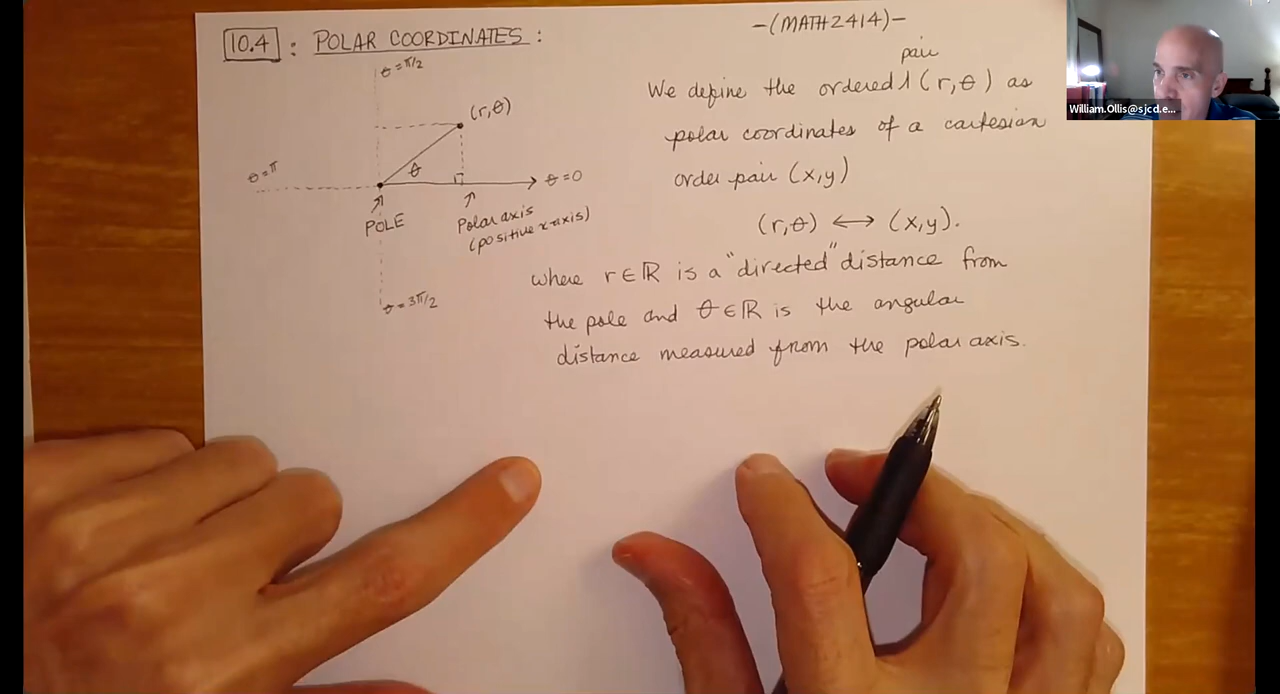 10.4 : POLAR COORDINATES :
-(MATH2414)-
θ = π/2
(r,θ)
θ
θ = π
θ = 0
POLE
Polar axis
(positive x-axis)
θ = 3π/2
pair
We define the ordered (r,θ) as
polar coordinates of a cartesian
order pair (x,y)
(r,θ) ↔ (x,y).
where r∈ℝ is a "directed" distance from
the pole and θ∈ℝ is the angular
distance measured from the polar axis.
William.Ollis@sjcd.e...